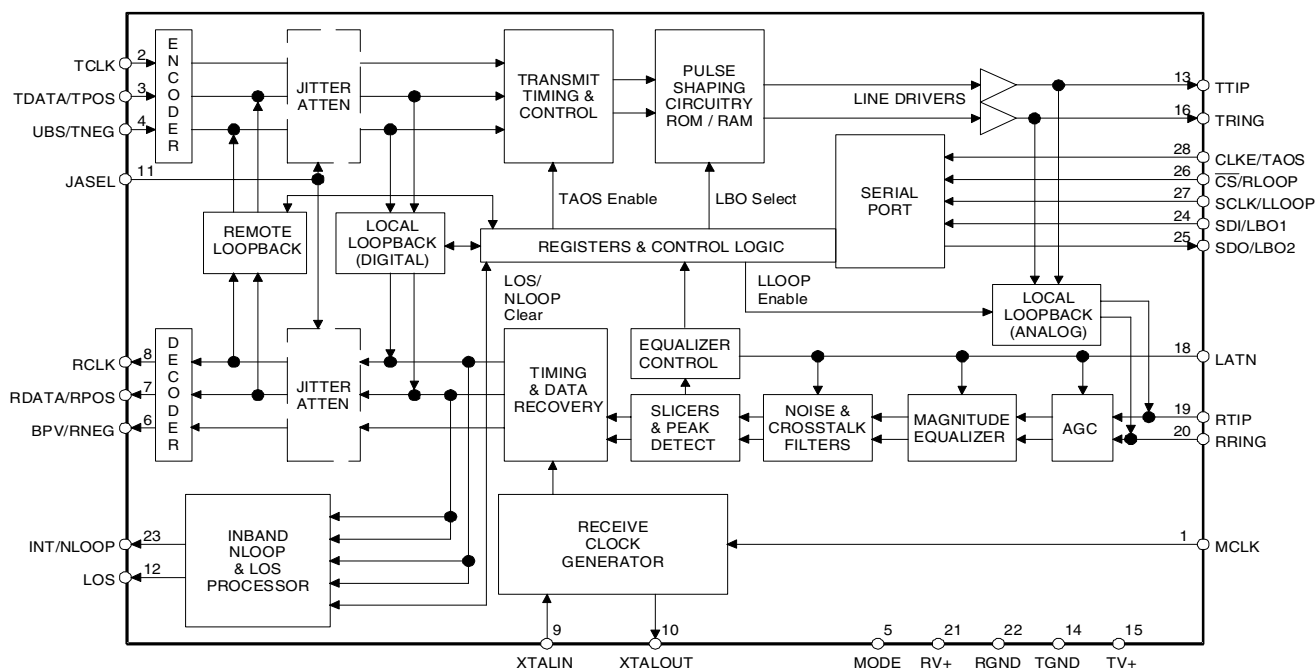 TCLK
2
TDATA/TPOS
3
UBS/TNEG
4
JASEL
11
ENCODER
JITTER
ATTEN
TRANSMIT
TIMING &
CONTROL
PULSE
SHAPING
CIRCUITRY
ROM / RAM
LINE DRIVERS
13
TTIP
16
TRING
28
CLKE/TAOS
26
CS/RLOOP
27
SCLK/LLOOP
24
SDI/LBO1
25
SDO/LBO2
SERIAL
PORT
TAOS Enable
LBO Select
REMOTE
LOOPBACK
LOCAL
LOOPBACK
(DIGITAL)
REGISTERS & CONTROL LOGIC
LOS/
NLOOP
Clear
LLOOP
Enable
LOCAL
LOOPBACK
(ANALOG)
RCLK
8
RDATA/RPOS
7
BPV/RNEG
6
DECODER
JITTER
ATTEN
TIMING
& DATA
RECOVERY
EQUALIZER
CONTROL
SLICERS
& PEAK
DETECT
NOISE &
CROSSTALK
FILTERS
MAGNITUDE
EQUALIZER
AGC
18
LATN
19
RTIP
20
RRING
INT/NLOOP
23
LOS
12
INBAND
NLOOP
& LOS
PROCESSOR
RECEIVE
CLOCK
GENERATOR
1
MCLK
9
XTALIN
10
XTALOUT
5
MODE
21
RV+
22
RGND
14
TGND
15
TV+